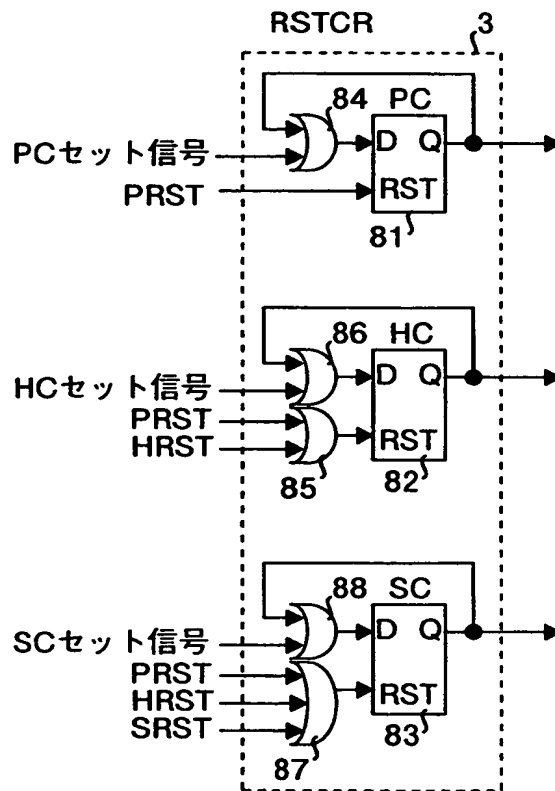 RSTCR 3
84 PC
PCセット信号 D Q
PRST RST
81
86 HC
HCセット信号 D Q
PRST
HRST RST
85 82
88 SC
SCセット信号 D Q
PRST
HRST RST
SRST
87 83